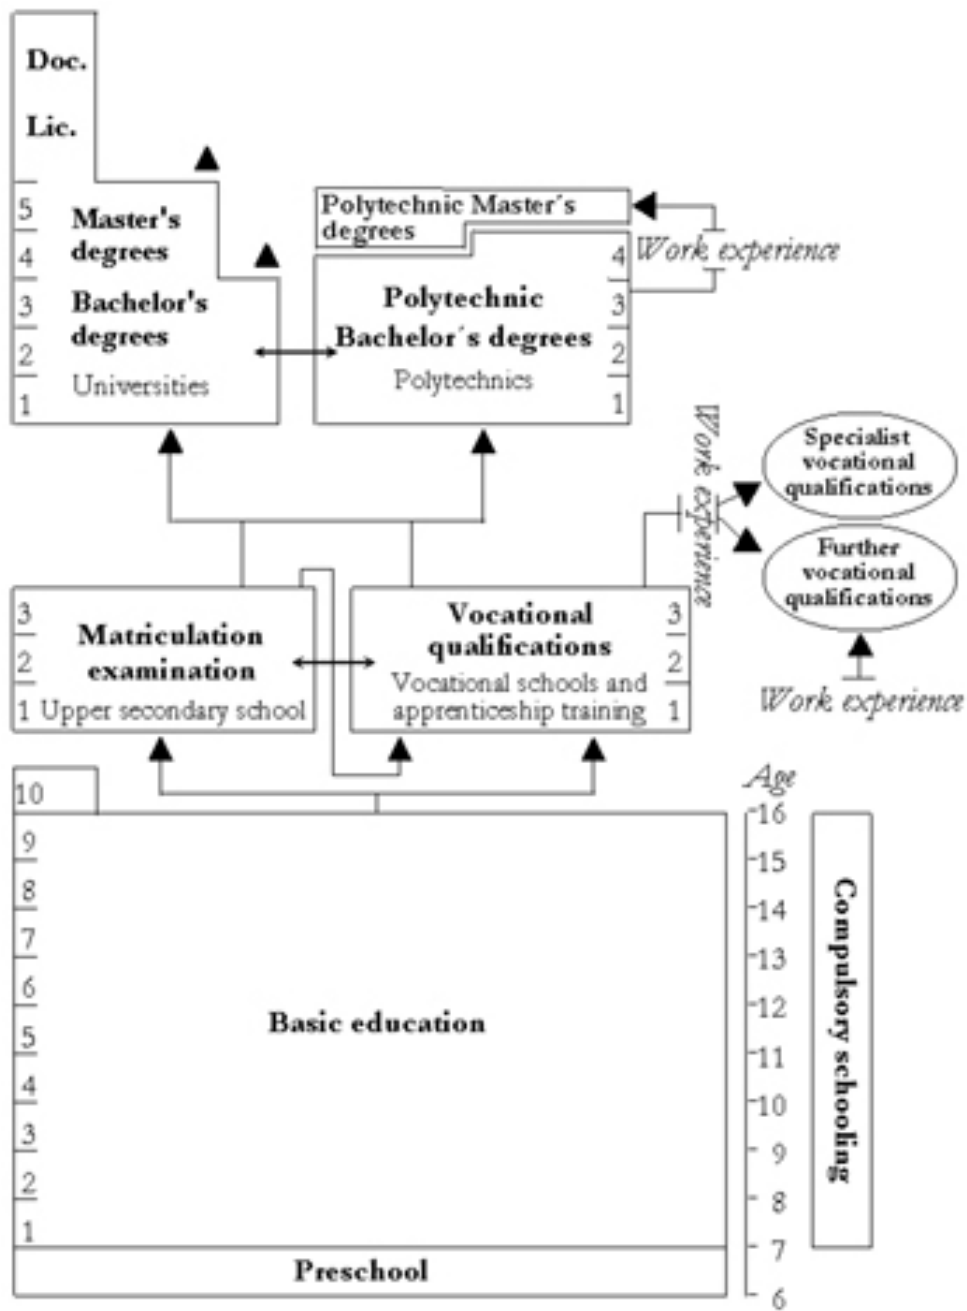 Doc.
Lic.
5
4
3
2
1
Master's
degrees
Bachelor's
degrees
Universities
Polytechnic Master´s
degrees
Work experience
4
3
2
1
Polytechnic
Bachelor´s degrees
Polytechnics
Work experience
Specialist
vocational
qualifications
Further
vocational
qualifications
Work experience
3
2
1
Matriculation
examination
Upper secondary school
Vocational
qualifications
Vocational schools and
apprenticeship training
3
2
1
10
9
8
7
6
5
4
3
2
1
Basic education
Preschool
Age
16
15
14
13
12
11
10
9
8
7
6
Compulsory schooling